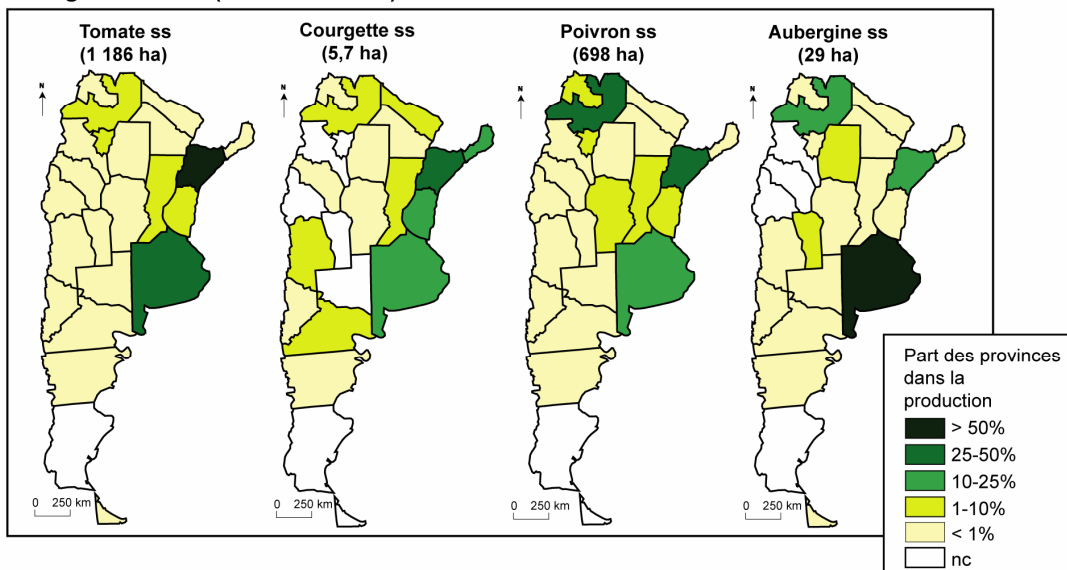 Tomate ss
(1 186 ha)
Courgette ss
(5,7 ha)
Poivron ss
(698 ha)
Aubergine ss
(29 ha)
N
N
N
N
0 250 km
0 250 km
0 250 km
0 250 km
Part des provinces
dans la
production
> 50%
25-50%
10-25%
1-10%
< 1%
nc